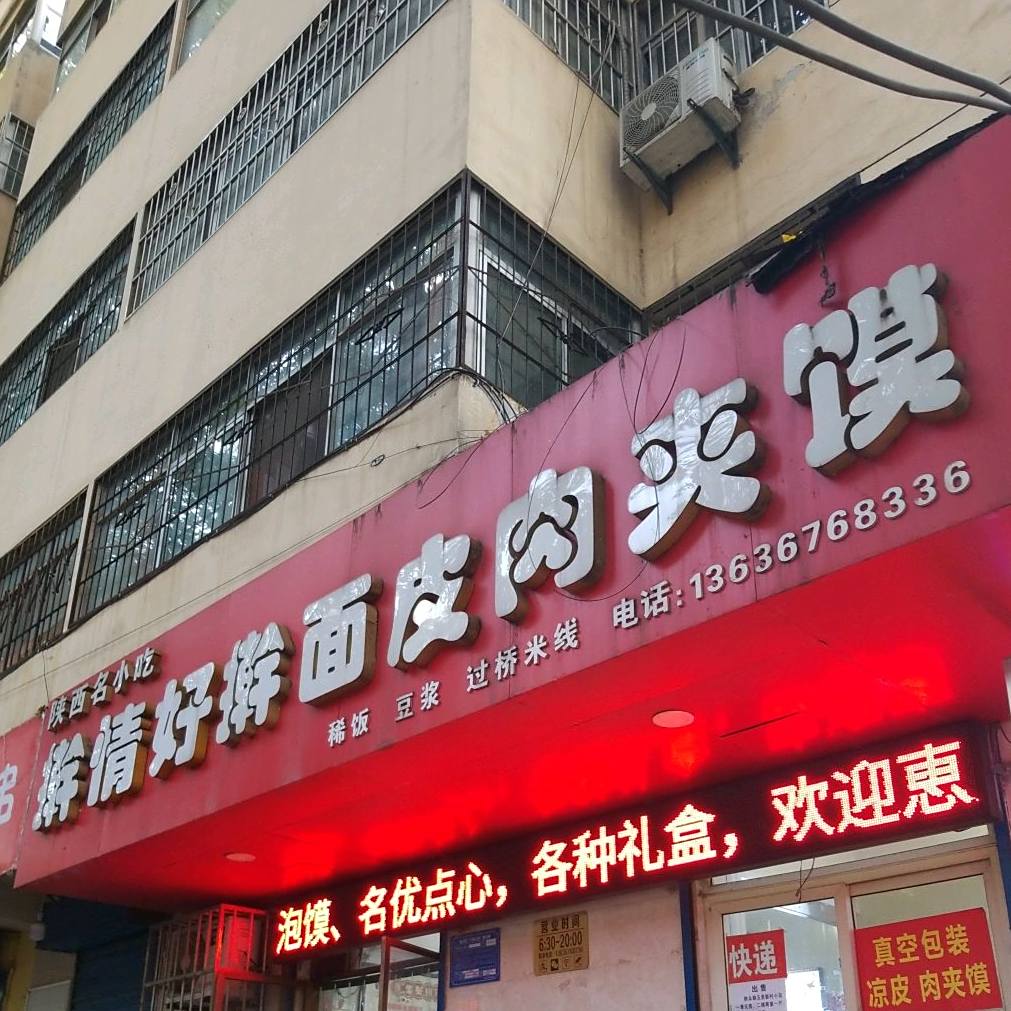 陕西名小吃
擀情好擀面皮肉夹馍
稀饭 豆浆 过桥米线 电话:13636768336
泡馍、名优点心，各种礼盒，欢迎惠
营业时间
6:30-20:00
快递
出售
真空包装
凉皮 肉夹馍